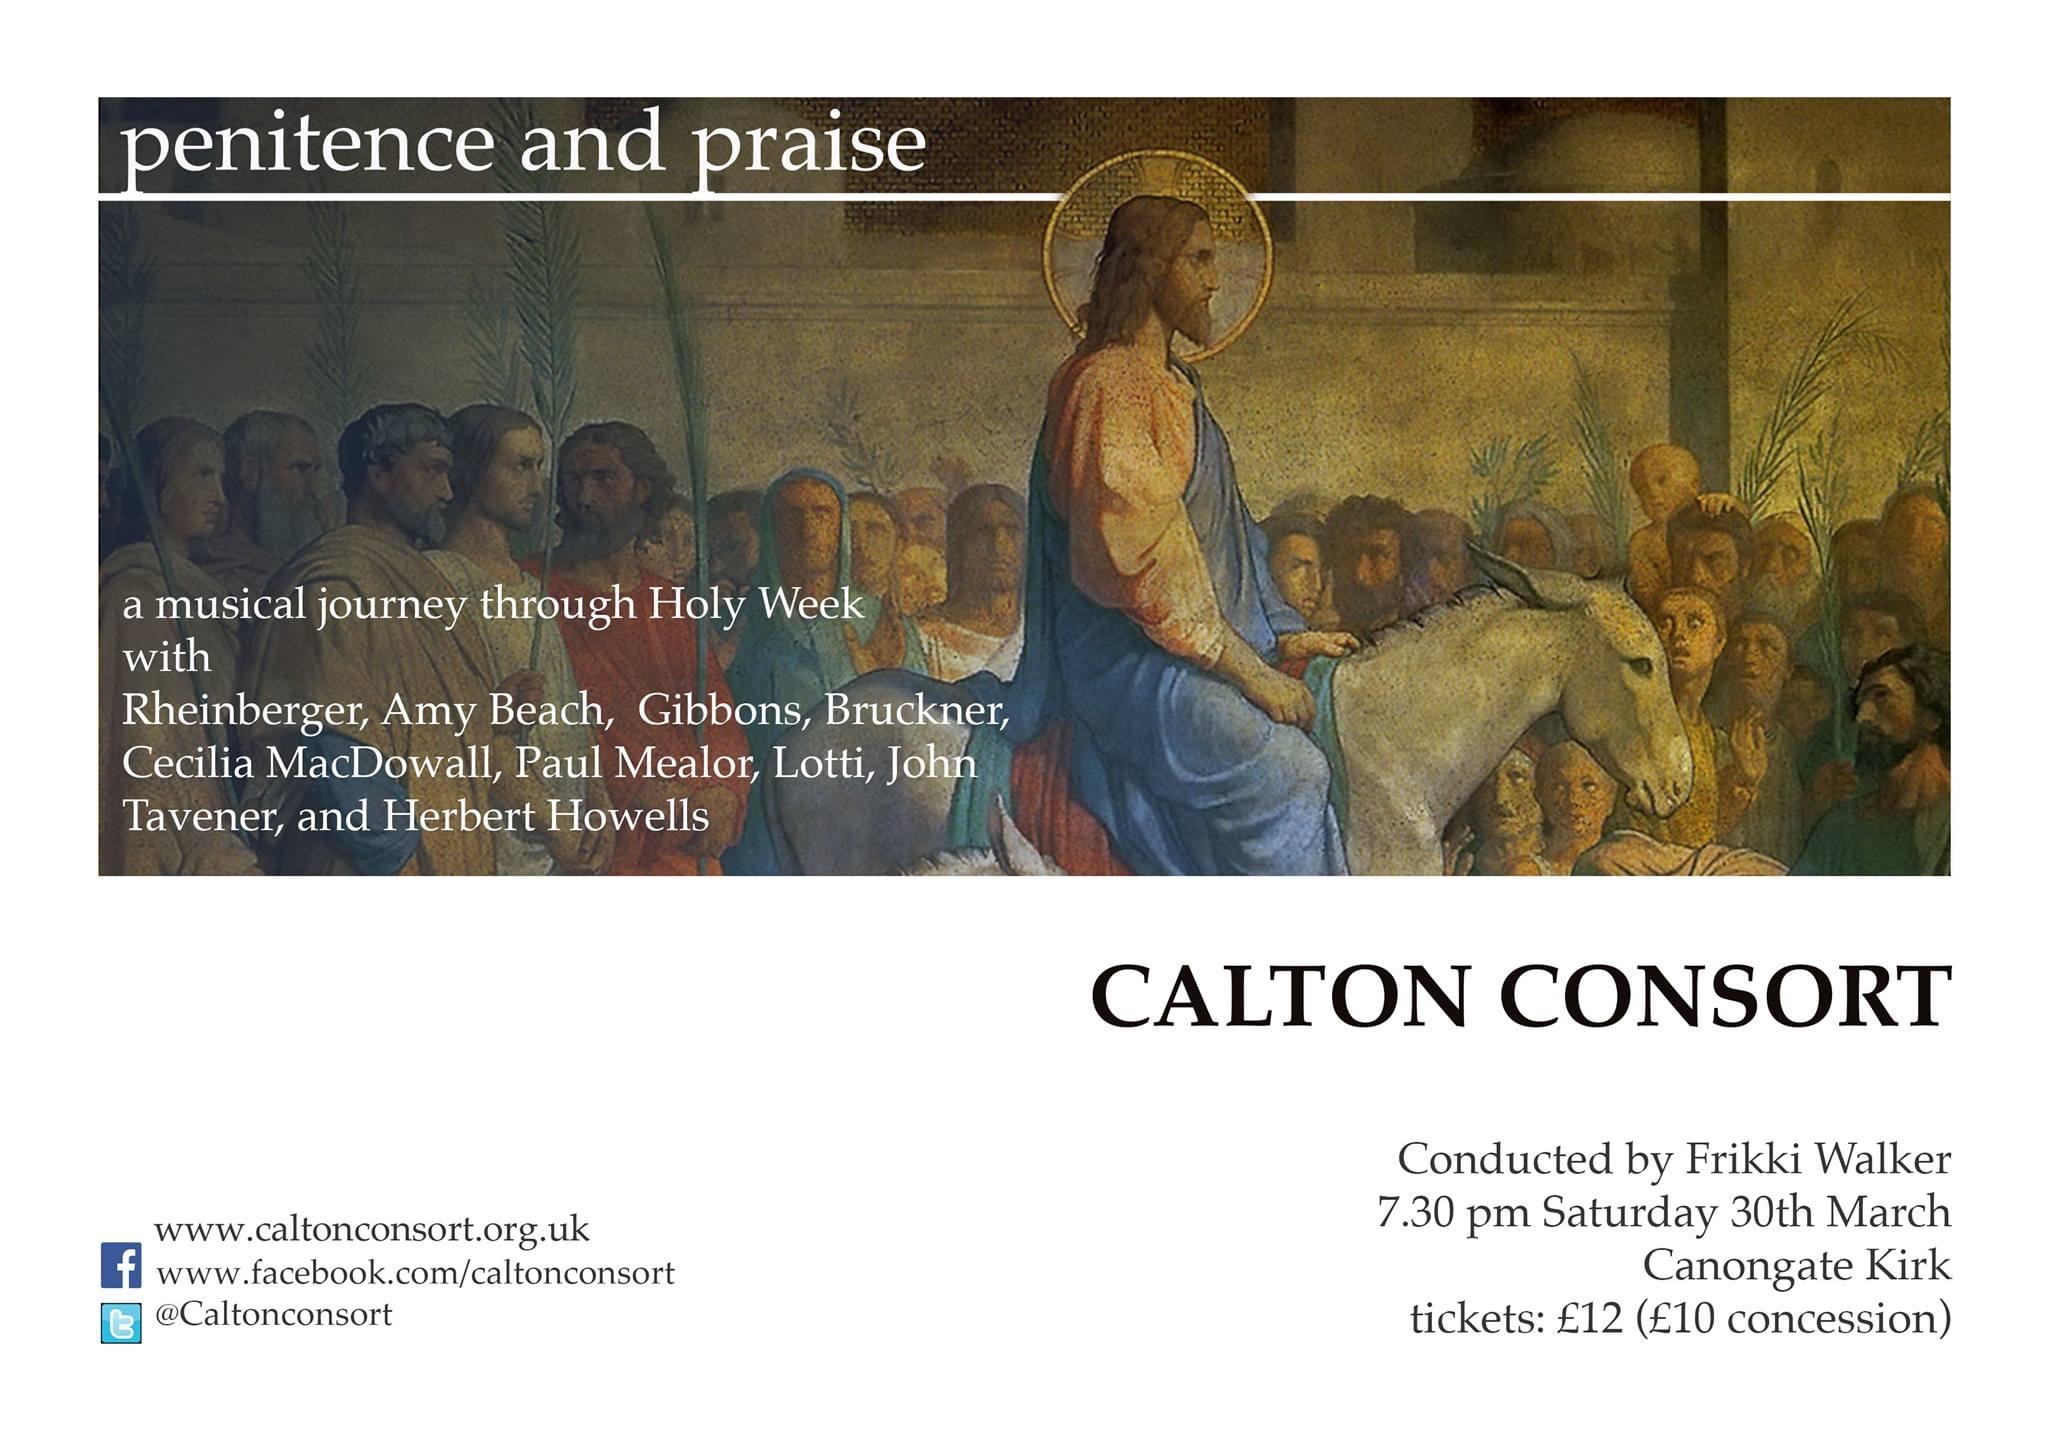 penitence and praise
a musical journey through Holy Week
with
Rheinberger, Amy Beach,  Gibbons, Bruckner,
Cecilia MacDowall, Paul Mealor, Lotti, John
Tavener, and Herbert Howells
CALTON CONSORT
Conducted by Frikki Walker
7.30 pm Saturday 30th March
Canongate Kirk
tickets: £12 (£10 concession)
www.caltonconsort.org.uk
www.facebook.com/caltonconsort
@Caltonconsort